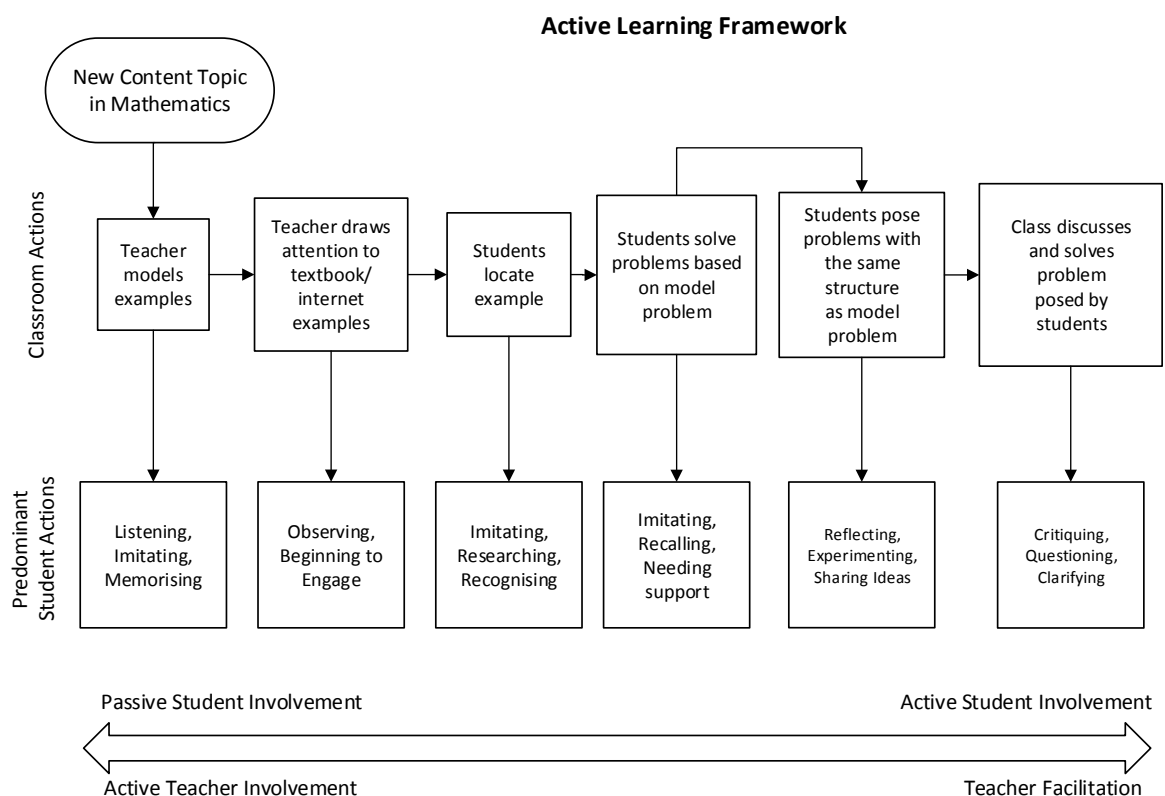 Active Learning Framework
New Content Topic
in Mathematics
Classroom Actions
Teacher
models
examples
Teacher draws
attention to
textbook/
internet
examples
Students
locate
example
Students solve
problems based
on model
problem
Students pose
problems with
the same
structure
as model
problem
Class discusses
and solves
problem
posed by
students
Predominant
Student Actions
Listening,
Imitating,
Memorising
Observing,
Beginning to
Engage
Imitating,
Researching,
Recognising
Imitating,
Recalling,
Needing
support
Reflecting,
Experimenting,
Sharing Ideas
Critiquing,
Questioning,
Clarifying
Passive Student Involvement
Active Student Involvement
Active Teacher Involvement
Teacher Facilitation